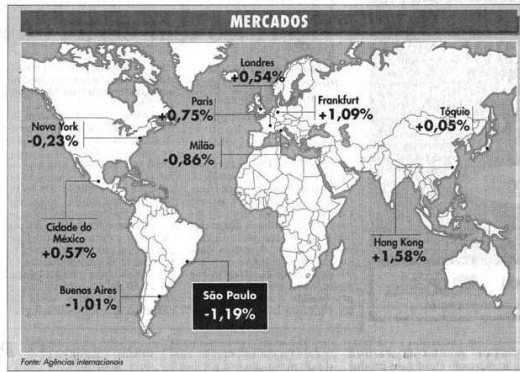 MERCADOS
Londres
+0,54%
Paris
+0,75%
Frankfurt
+1,09%
Tóquio
+0,05%
Nova York
-0,23%
Milão
-0,86%
Cidade do
México
+0,57%
Hong Kong
+1,58%
Buenos Aires
-1,01%
São Paulo
-1,19%
Fonte: Agências internacionais